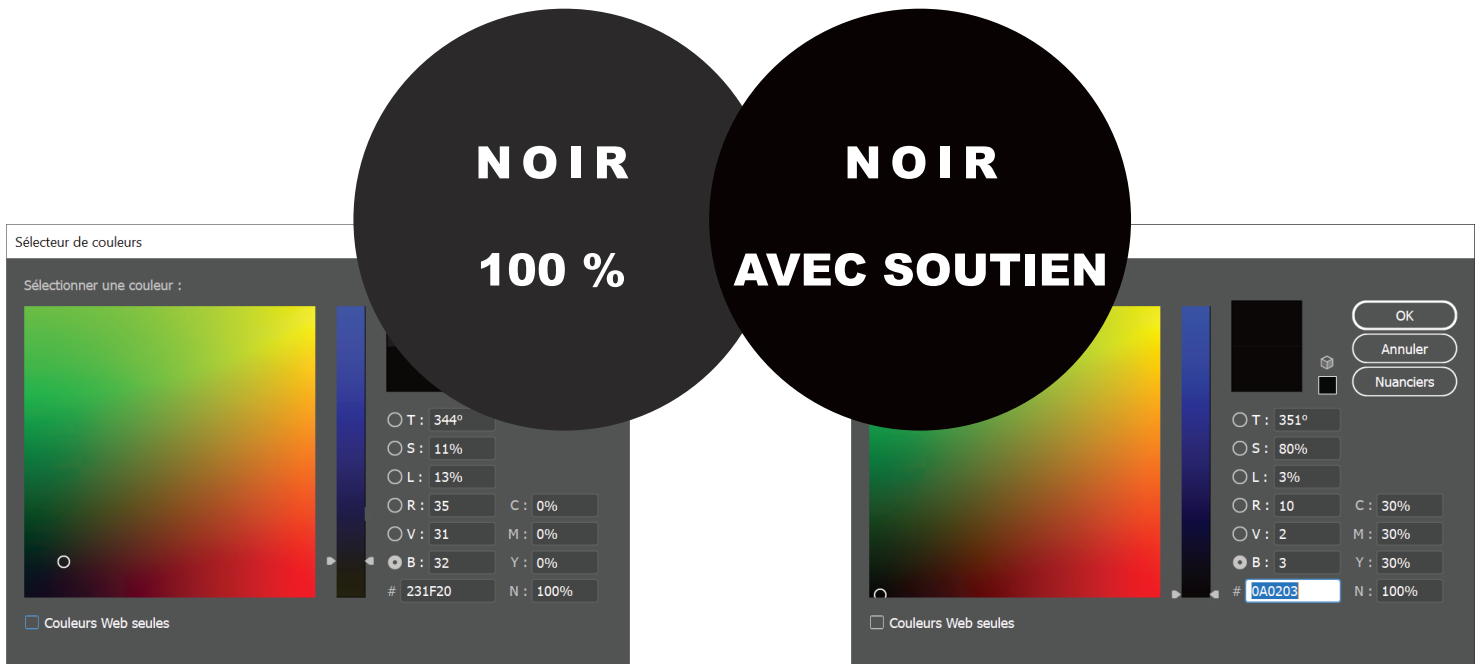 NOIR
100 %
NOIR
AVEC SOUTIEN
Sélecteur de couleurs
Sélectionner une couleur :
T : 344°
S : 11%
L : 13%
R : 35 C : 0%
V : 31 M : 0%
B : 32 Y : 0%
# 231F20 N : 100%
Couleurs Web seules
OK
Annuler
Nuanciers
T : 351°
S : 80%
L : 3%
R : 10 C : 30%
V : 2 M : 30%
B : 3 Y : 30%
# 0A0203 N : 100%
Couleurs Web seules